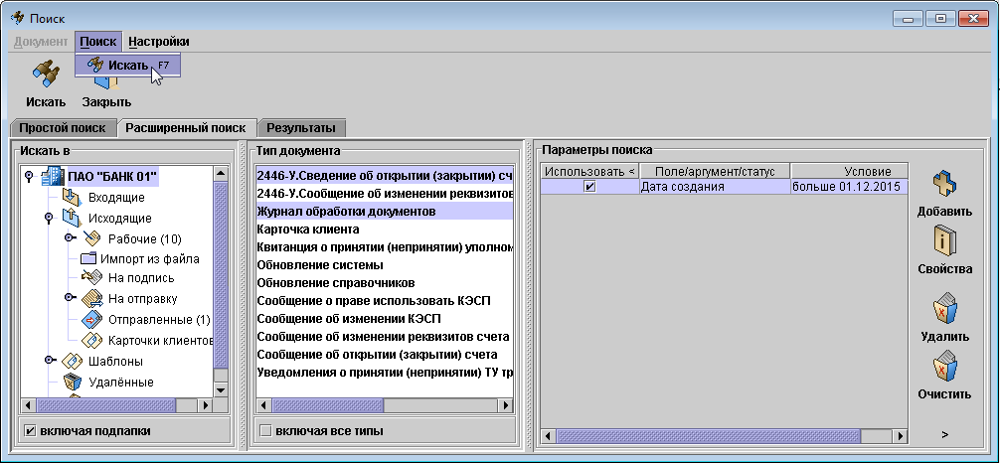 Поиск
Документ Поиск Настройки
Искать F7
Искать Закрыть
Простой поиск Расширенный поиск Результаты
Искать в
ПАО "БАНК 01"
Входящие
Исходящие
Рабочие (10)
Импорт из файла
На подпись
На отправку
Отправленные (1)
Карточки клиентов
Шаблоны
Удалённые
включая подпапки
Тип документа
2446-У.Сведение об открытии (закрытии) сч
2446-У.Сообщение об изменении реквизитов
Журнал обработки документов
Карточка клиента
Квитанция о принятии (непринятии) уполном
Обновление системы
Обновление справочников
Сообщение о праве использовать КЭСП
Сообщение об изменении КЭСП
Сообщение об изменении реквизитов счета
Сообщение об открытии (закрытии) счета
Уведомления о принятии (непринятии) ТУ тр
включая все типы
Параметры поиска
Использовать < Поле/аргумент/статус Условие
Дата создания больше 01.12.2015
Добавить
Свойства
Удалить
Очистить
>